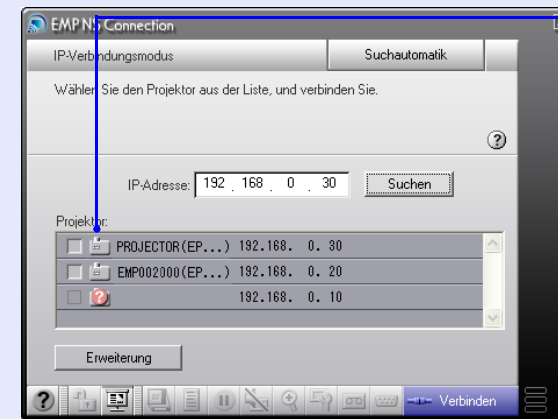 EMP NS Connection
IP-Verbindungsmodus
Suchautomatik
Wählen Sie den Projektor aus der Liste, und verbinden Sie.
IP-Adresse: 192 . 168 . 0 . 30 Suchen
Projektor:
PROJECTOR(EP...) 192.168. 0. 30
EMP002000(EP...) 192.168. 0. 20
192.168. 0. 10
Erweiterung
Verbinden